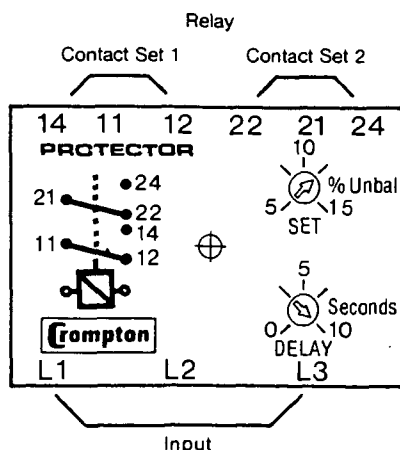 Relay
Contact Set 1 Contact Set 2
14 11 12 22 21 24
PROTECTOR
10
24
% Unbal
21
22
5 15
SET
14
11
12
5
Seconds
0 10
DELAY
Crompton
L1 L2 L3
Input